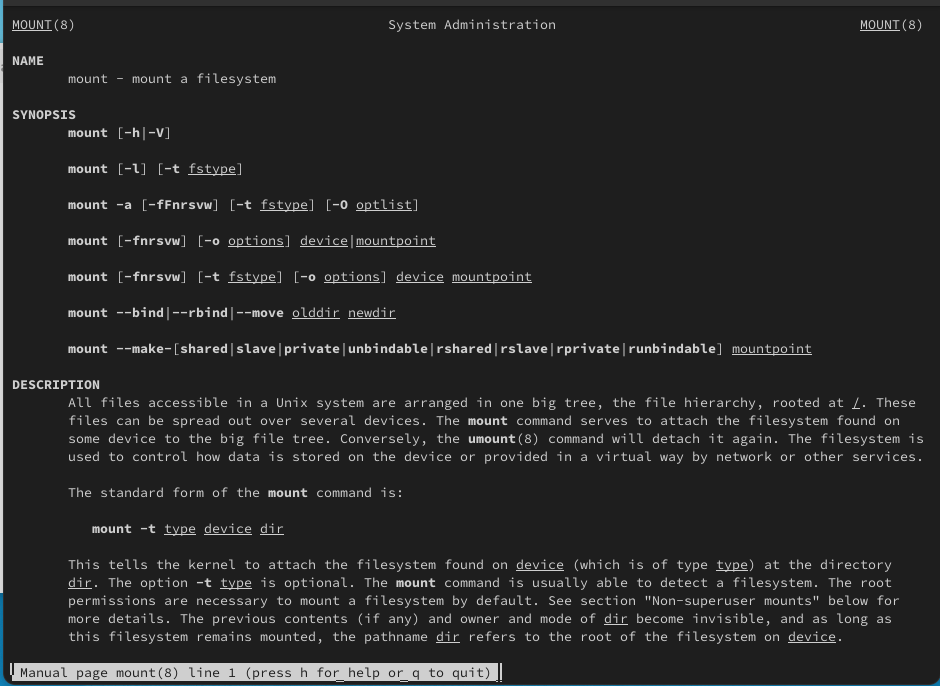 MOUNT(8) System Administration MOUNT(8)
NAME
mount - mount a filesystem
SYNOPSIS
mount [-h|-V]
mount [-l] [-t fstype]
mount -a [-fFnrsvw] [-t fstype] [-O optlist]
mount [-fnrsvw] [-o options] device|mountpoint
mount [-fnrsvw] [-t fstype] [-o options] device mountpoint
mount --bind|--rbind|--move olddir newdir
mount --make-[shared|slave|private|unbindable|rshared|rslave|rprivate|runbindable] mountpoint
DESCRIPTION
All files accessible in a Unix system are arranged in one big tree, the file hierarchy, rooted at /. These
files can be spread out over several devices. The mount command serves to attach the filesystem found on
some device to the big file tree. Conversely, the umount(8) command will detach it again. The filesystem is
used to control how data is stored on the device or provided in a virtual way by network or other services.
The standard form of the mount command is:
mount -t type device dir
This tells the kernel to attach the filesystem found on device (which is of type type) at the directory
dir. The option -t type is optional. The mount command is usually able to detect a filesystem. The root
permissions are necessary to mount a filesystem by default. See section "Non-superuser mounts" below for
more details. The previous contents (if any) and owner and mode of dir become invisible, and as long as
this filesystem remains mounted, the pathname dir refers to the root of the filesystem on device.
Manual page mount(8) line 1 (press h for help or q to quit)